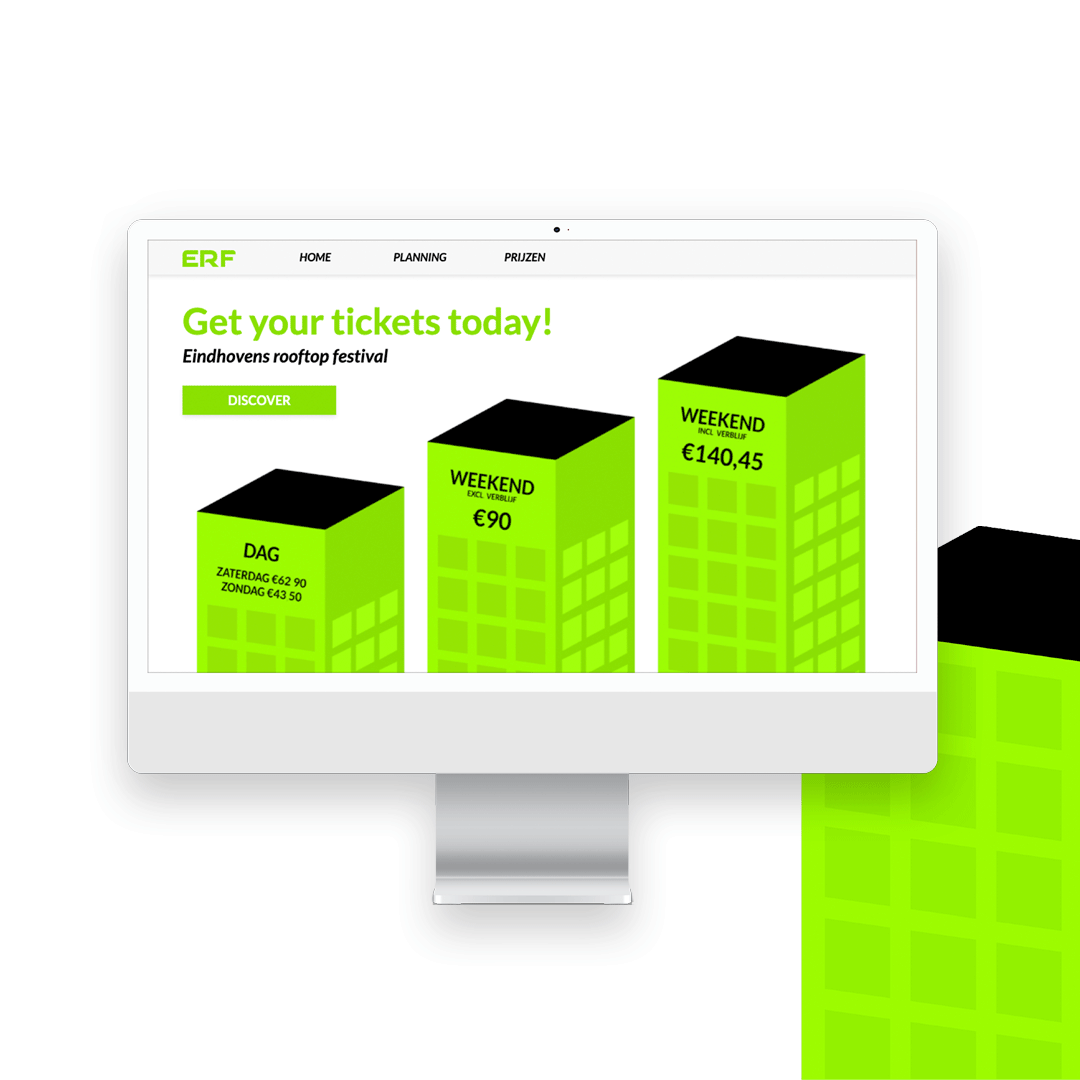 ERF HOME PLANNING PRIJZEN
Get your tickets today!
Eindhovens rooftop festival
DISCOVER
DAG
ZATERDAG €62 90
ZONDAG €43 50
WEEKEND
EXCL VERBLIJF
€90
WEEKEND
INCL VERBLIJF
€140,45